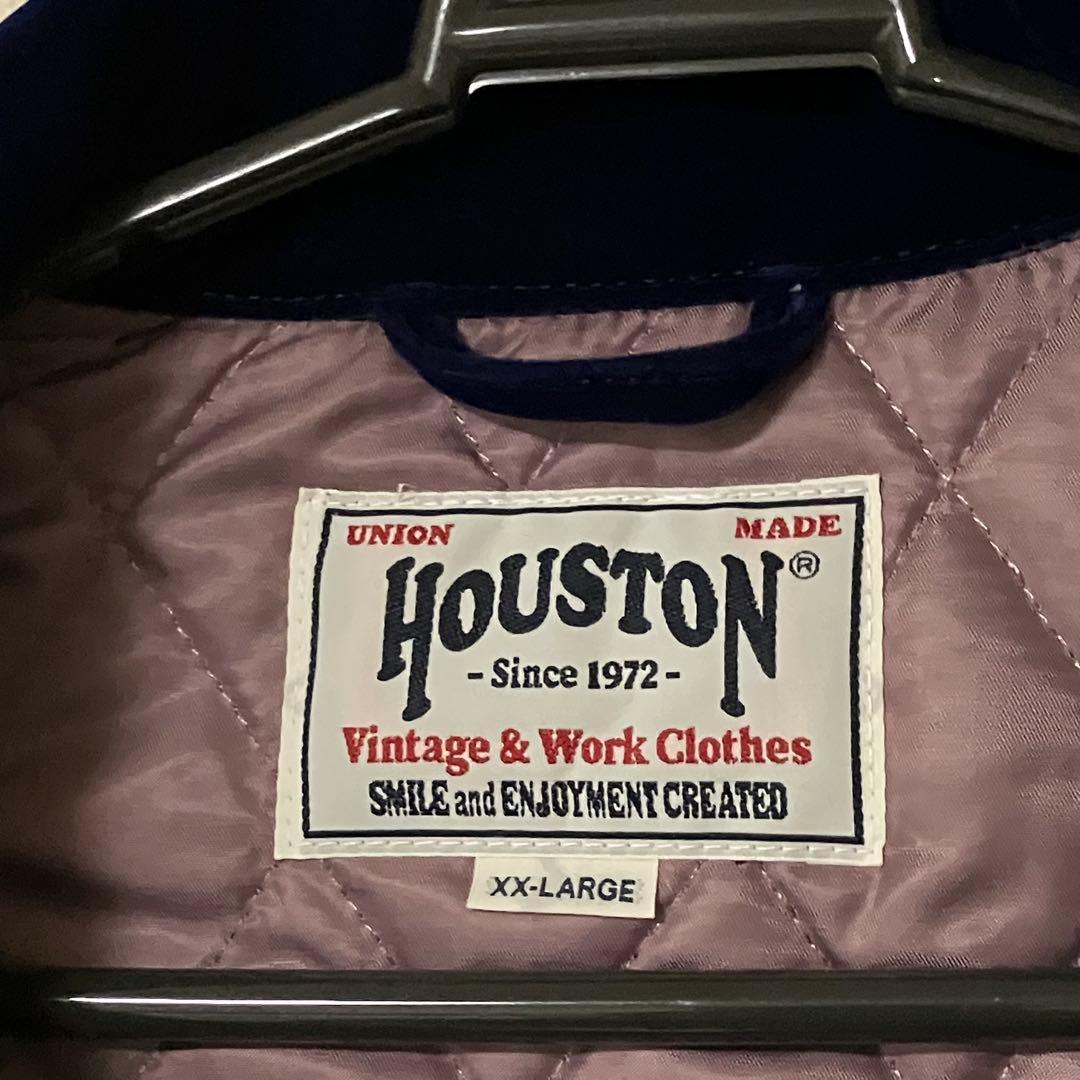 UNION MADE
HOUSTON®
- Since 1972 -
Vintage & Work Clothes
SMILE and ENJOYMENT CREATED
XX-LARGE